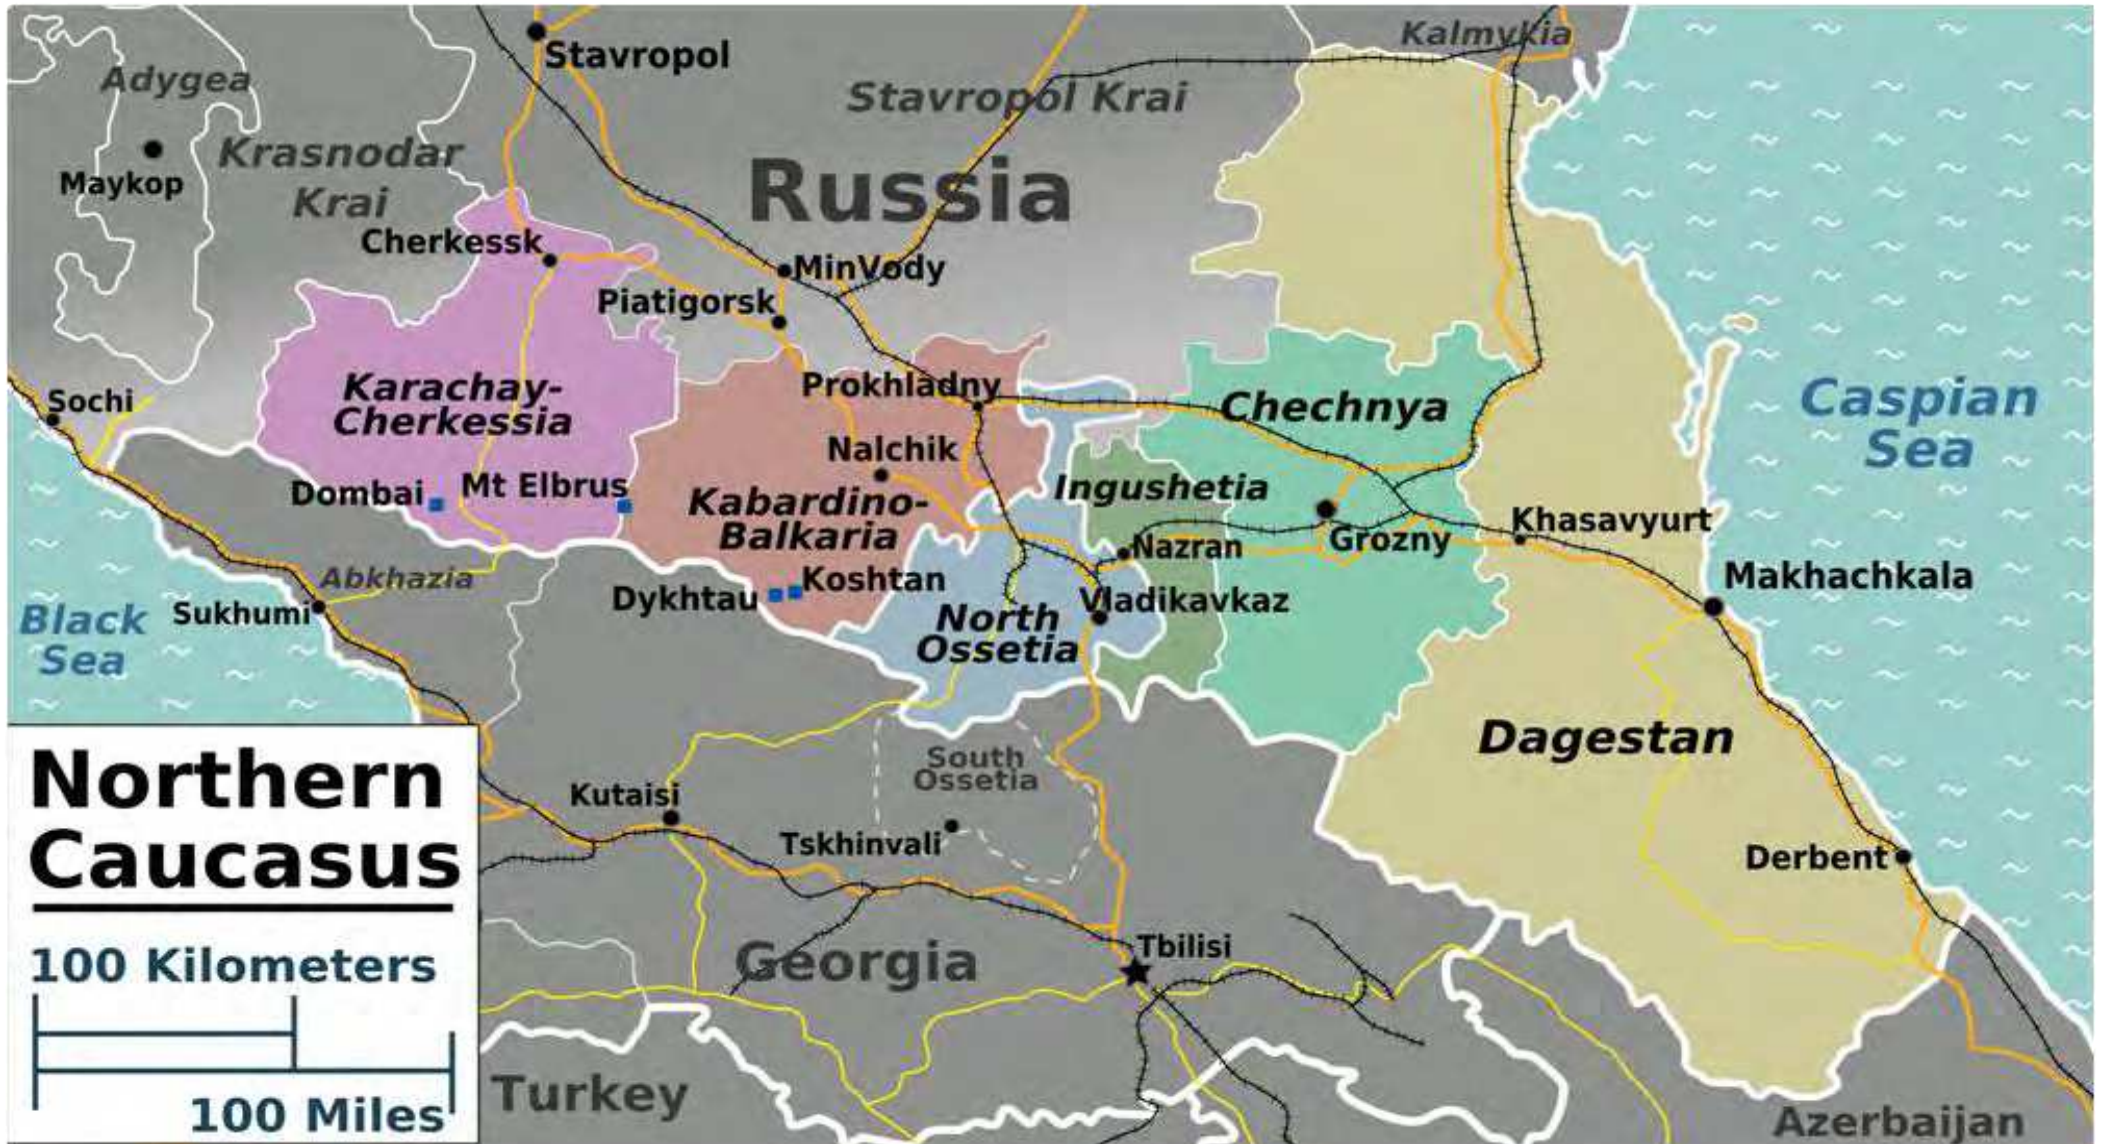 Stavropol
Kalmykia
Adygea
Stavropol Krai
Krasnodar
Krai
Maykop
Russia
Cherkessk
MinVody
Piatigorsk
Karachay-
Cherkessia
Prokhladny
Chechnya
Caspian
Sea
Sochi
Nalchik
Dombai
Mt Elbrus
Kabardino-
Balkaria
Ingushetia
Khasavyurt
Grozny
Nazran
Abkhazia
Dykhtau
Koshtan
Makhachkala
Sukhumi
Vladikavkaz
North
Ossetia
Black
Sea
Dagestan
South
Ossetia
Kutaisi
Tskhinvali
Derbent
Northern
Caucasus
Tbilisi
Georgia
100 Kilometers
100 Miles
Turkey
Azerbaijan